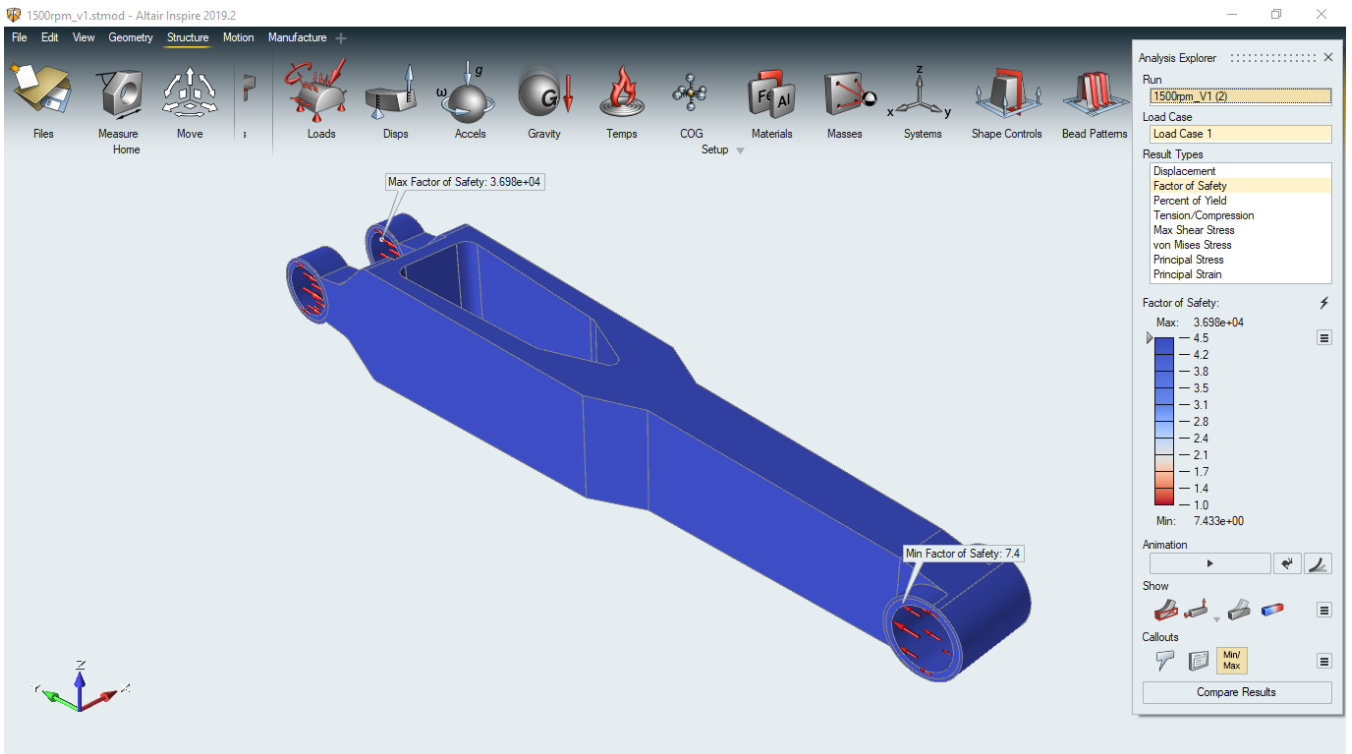 1500rpm_v1.stmod - Altair Inspire 2019.2
File Edit View Geometry Structure Motion Manufacture +
Files Measure Move s Loads Disps Accels Gravity Temps COG Materials Masses Systems Shape Controls Bead Patterns
Home Setup
g
ω
G
Fe Al
z
x y
Max Factor of Safety: 3.698e+04
Min Factor of Safety: 7.4
Z
Y X
Analysis Explorer
Run
1500rpm_V1 (2)
Load Case
Load Case 1
Result Types
Displacement
Factor of Safety
Percent of Yield
Tension/Compression
Max Shear Stress
von Mises Stress
Principal Stress
Principal Strain
Factor of Safety:
Max: 3.698e+04
4.5
4.2
3.8
3.5
3.1
2.8
2.4
2.1
1.7
1.4
1.0
Min: 7.433e+00
Animation
Show
Callouts
Min/
Max
Compare Results